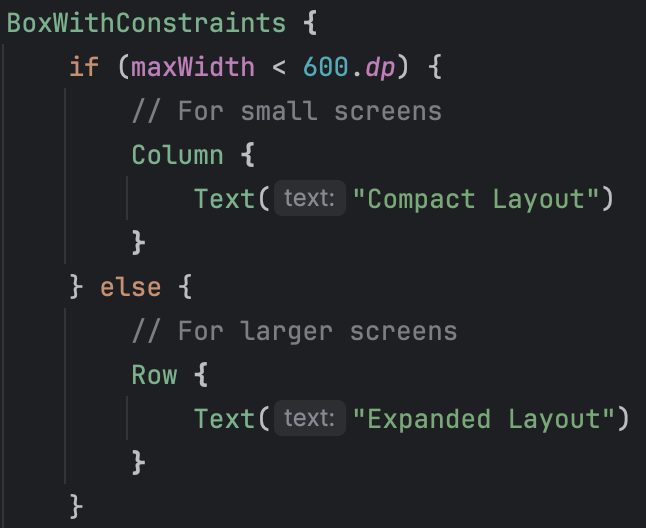 BoxWithConstraints {
if (maxWidth < 600.dp) {
// For small screens
Column {
Text( text: "Compact Layout")
}
} else {
// For larger screens
Row {
Text( text: "Expanded Layout")
}
}